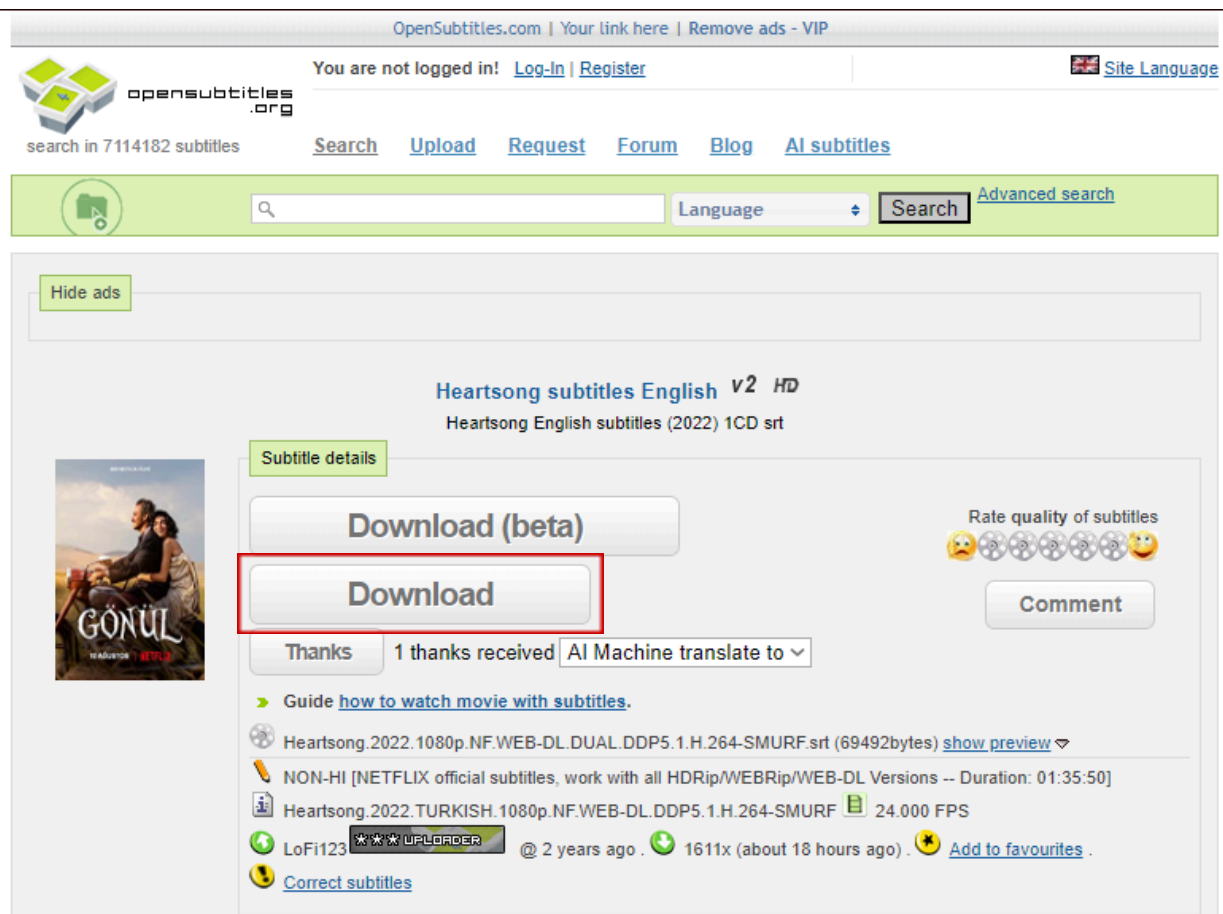 OpenSubtitles.com | Your link here | Remove ads - VIP
You are not logged in! Log-In | Register
Site Language
opensubtitles
.org
search in 7114182 subtitles
Search Upload Request Forum Blog AI subtitles
Language Search Advanced search
Hide ads
Heartsong subtitles English v2 HD
Heartsong English subtitles (2022) 1CD srt
Subtitle details
Download (beta)
Rate quality of subtitles
Download
Comment
GÖNÜL
Thanks 1 thanks received AI Machine translate to
Guide how to watch movie with subtitles.
Heartsong.2022.1080p.NF.WEB-DL.DUAL.DDP5.1.H.264-SMURF.srt (69492bytes) show preview
NON-HI [NETFLIX official subtitles, work with all HDRip/WEBRip/WEB-DL Versions -- Duration: 01:35:50]
Heartsong.2022.TURKISH.1080p.NF.WEB-DL.DDP5.1.H.264-SMURF 24.000 FPS
LoFi123 UPLOADER @ 2 years ago . 1611x (about 18 hours ago) . Add to favourites .
Correct subtitles